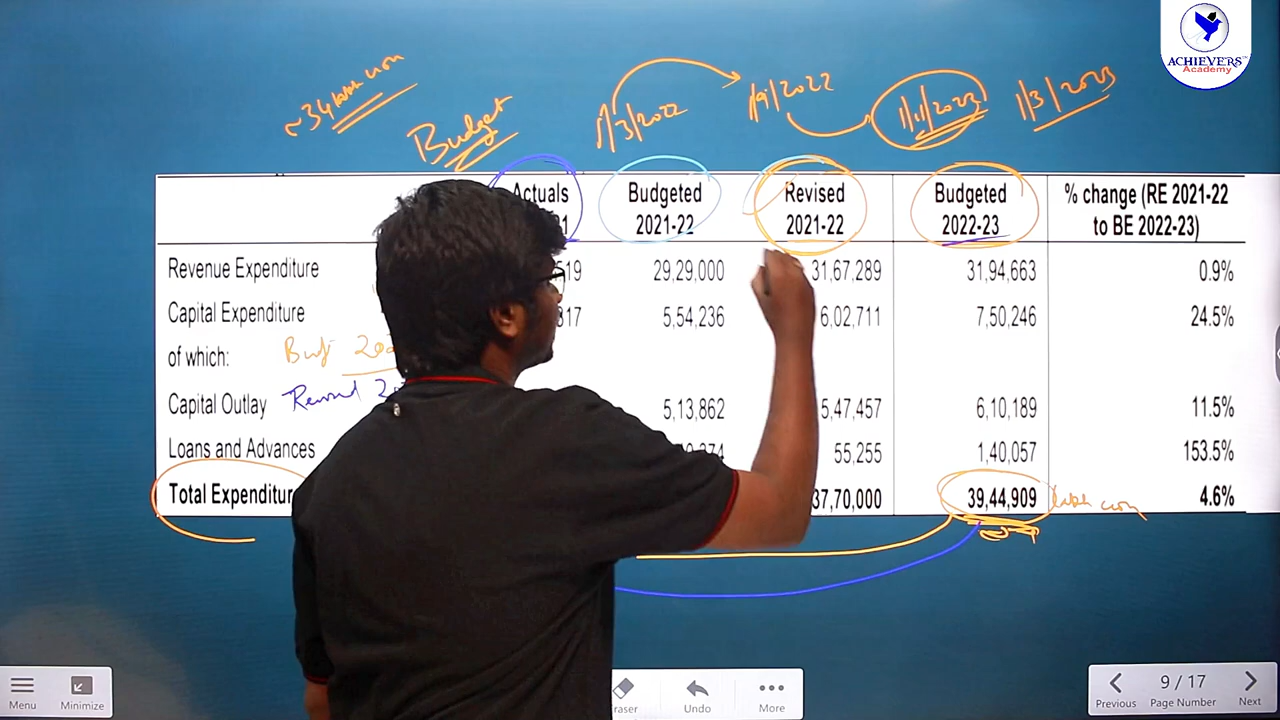 ACHIEVERS
Academy
~34
Budget
1/3/2022
1/9/2022
1/11/2023
1/3/2023
Actuals Budgeted Revised Budgeted % change (RE 2021-22
1 2021-22 2021-22 2022-23 to BE 2022-23)
Revenue Expenditure 519 29,29,000 31,67,289 31,94,663 0.9%
Capital Expenditure 317 5,54,236 6,02,711 7,50,246 24.5%
of which:
Capital Outlay 5,13,862 5,47,457 6,10,189 11.5%
Revised
Loans and Advances 55,255 1,40,057 153.5%
Total Expenditur 37,70,000 39,44,909 4.6%
Menu Minimize raser Undo More Previous 9 / 17 Next
Page Number